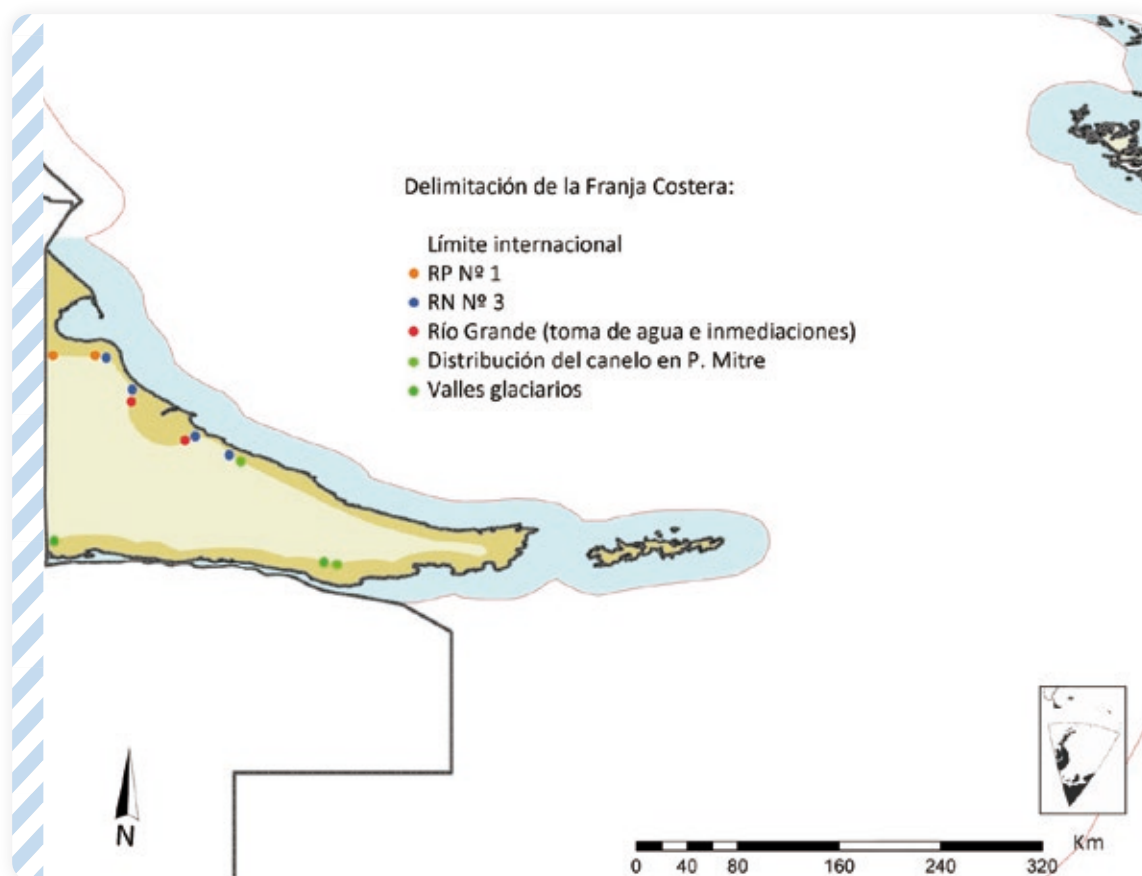 Delimitación de la Franja Costera:
Límite internacional
RP Nº 1
RN Nº 3
Río Grande (toma de agua e inmediaciones)
Distribución del canelo en P. Mitre
Valles glaciarios
N
Km
0 40 80 160 240 320